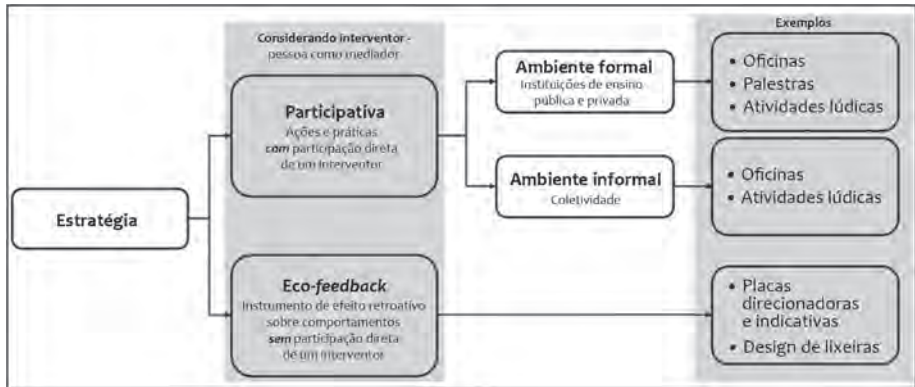 Considerando interventor -
pessoa como mediador
Exemplos
Estratégia
Participativa
Ações e práticas
com participação direta
de um interventor
Eco-feedback
Instrumento de efeito retroativo
sobre comportamentos
sem participação direta
de um interventor
Ambiente formal
Instituições de ensino
pública e privada
Ambiente informal
Coletividade
• Oficinas
• Palestras
• Atividades lúdicas
• Oficinas
• Atividades lúdicas
• Placas
direcionadoras
e indicativas
• Design de lixeiras